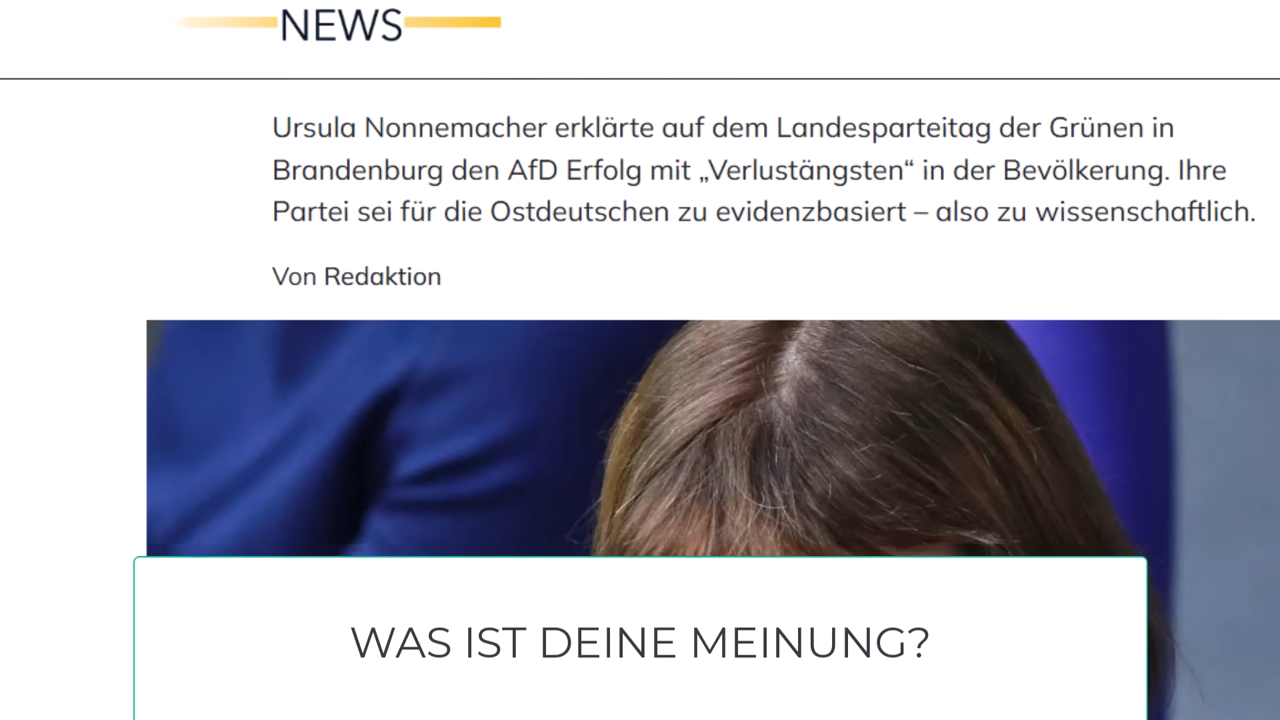 NEWS
Ursula Nonnemacher erklärte auf dem Landesparteitag der Grünen in
Brandenburg den AfD Erfolg mit „Verlustängsten“ in der Bevölkerung. Ihre
Partei sei für die Ostdeutschen zu evidenzbasiert – also zu wissenschaftlich.
Von Redaktion
WAS IST DEINE MEINUNG?